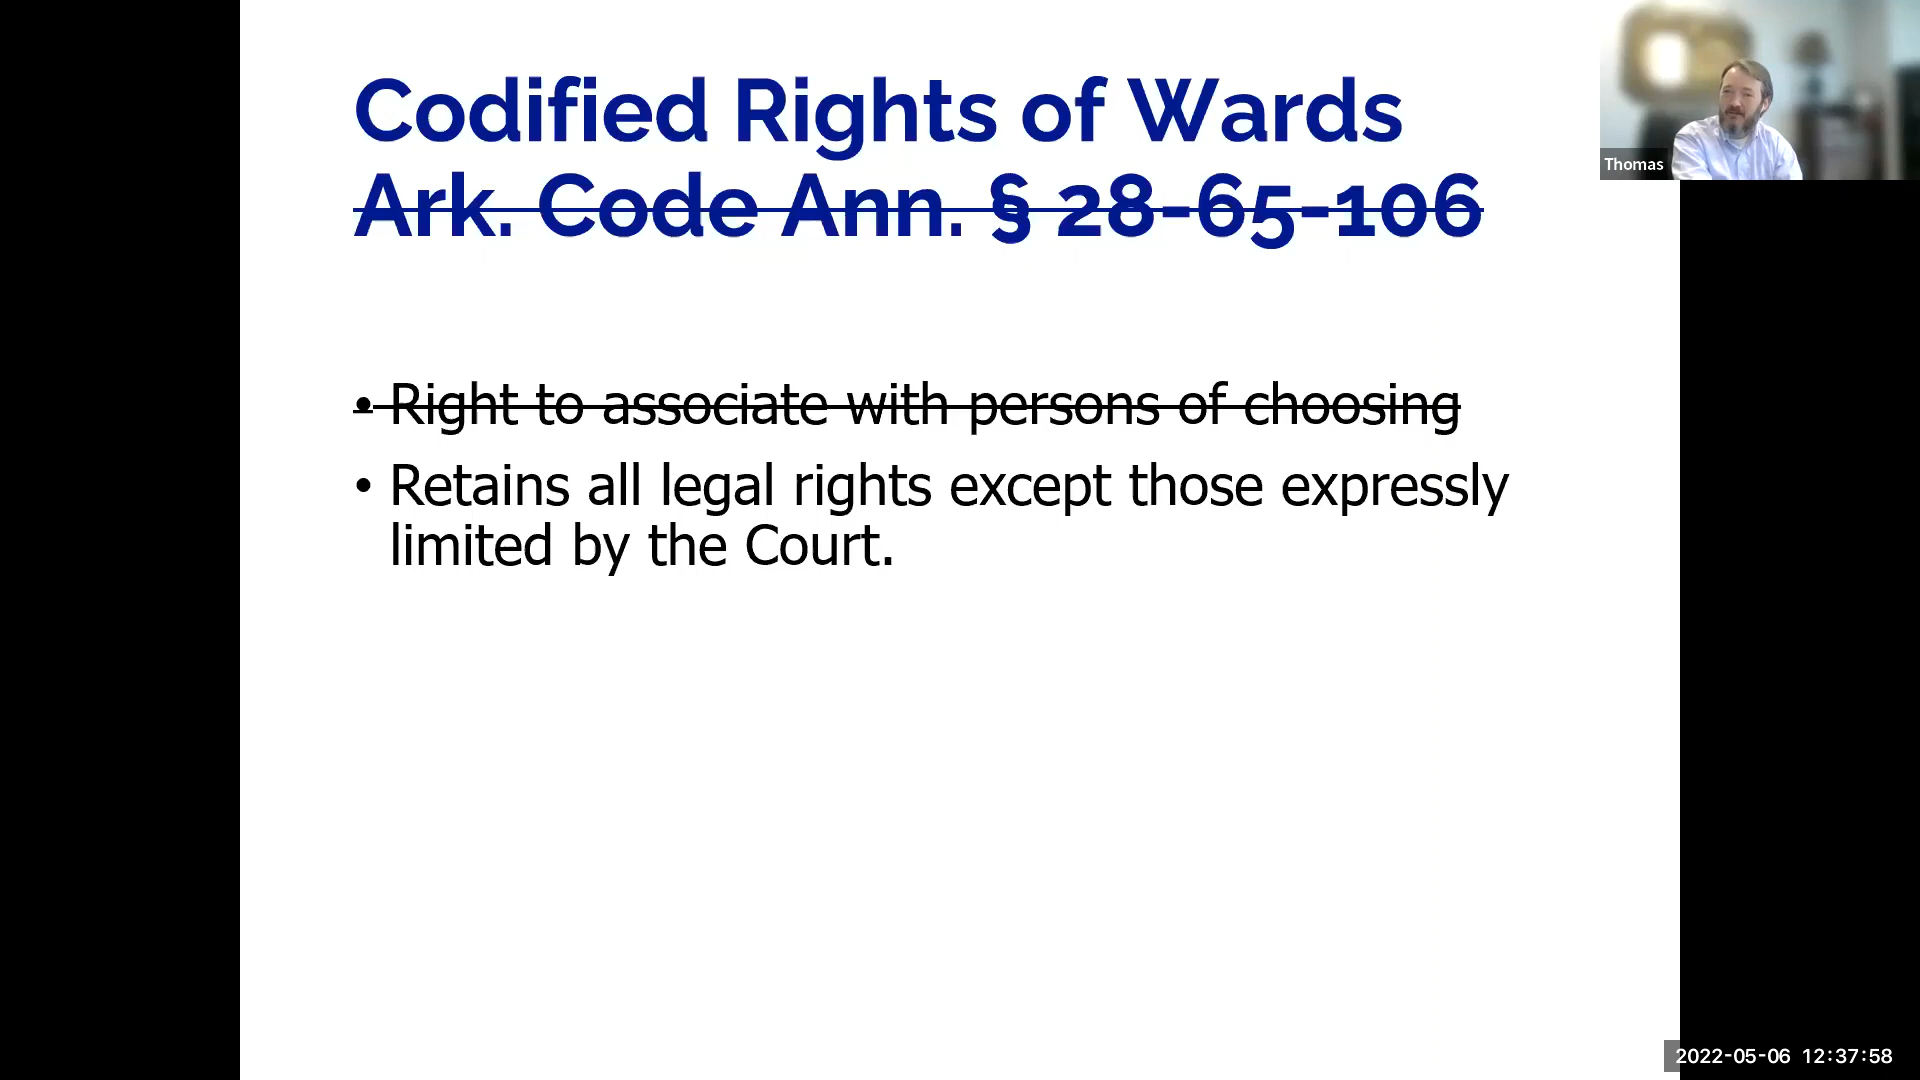 Codified Rights of Wards
Ark. Code Ann. § 28-65-106
• Right to associate with persons of choosing
• Retains all legal rights except those expressly
limited by the Court.
Thomas
2022-05-06 12:37:58